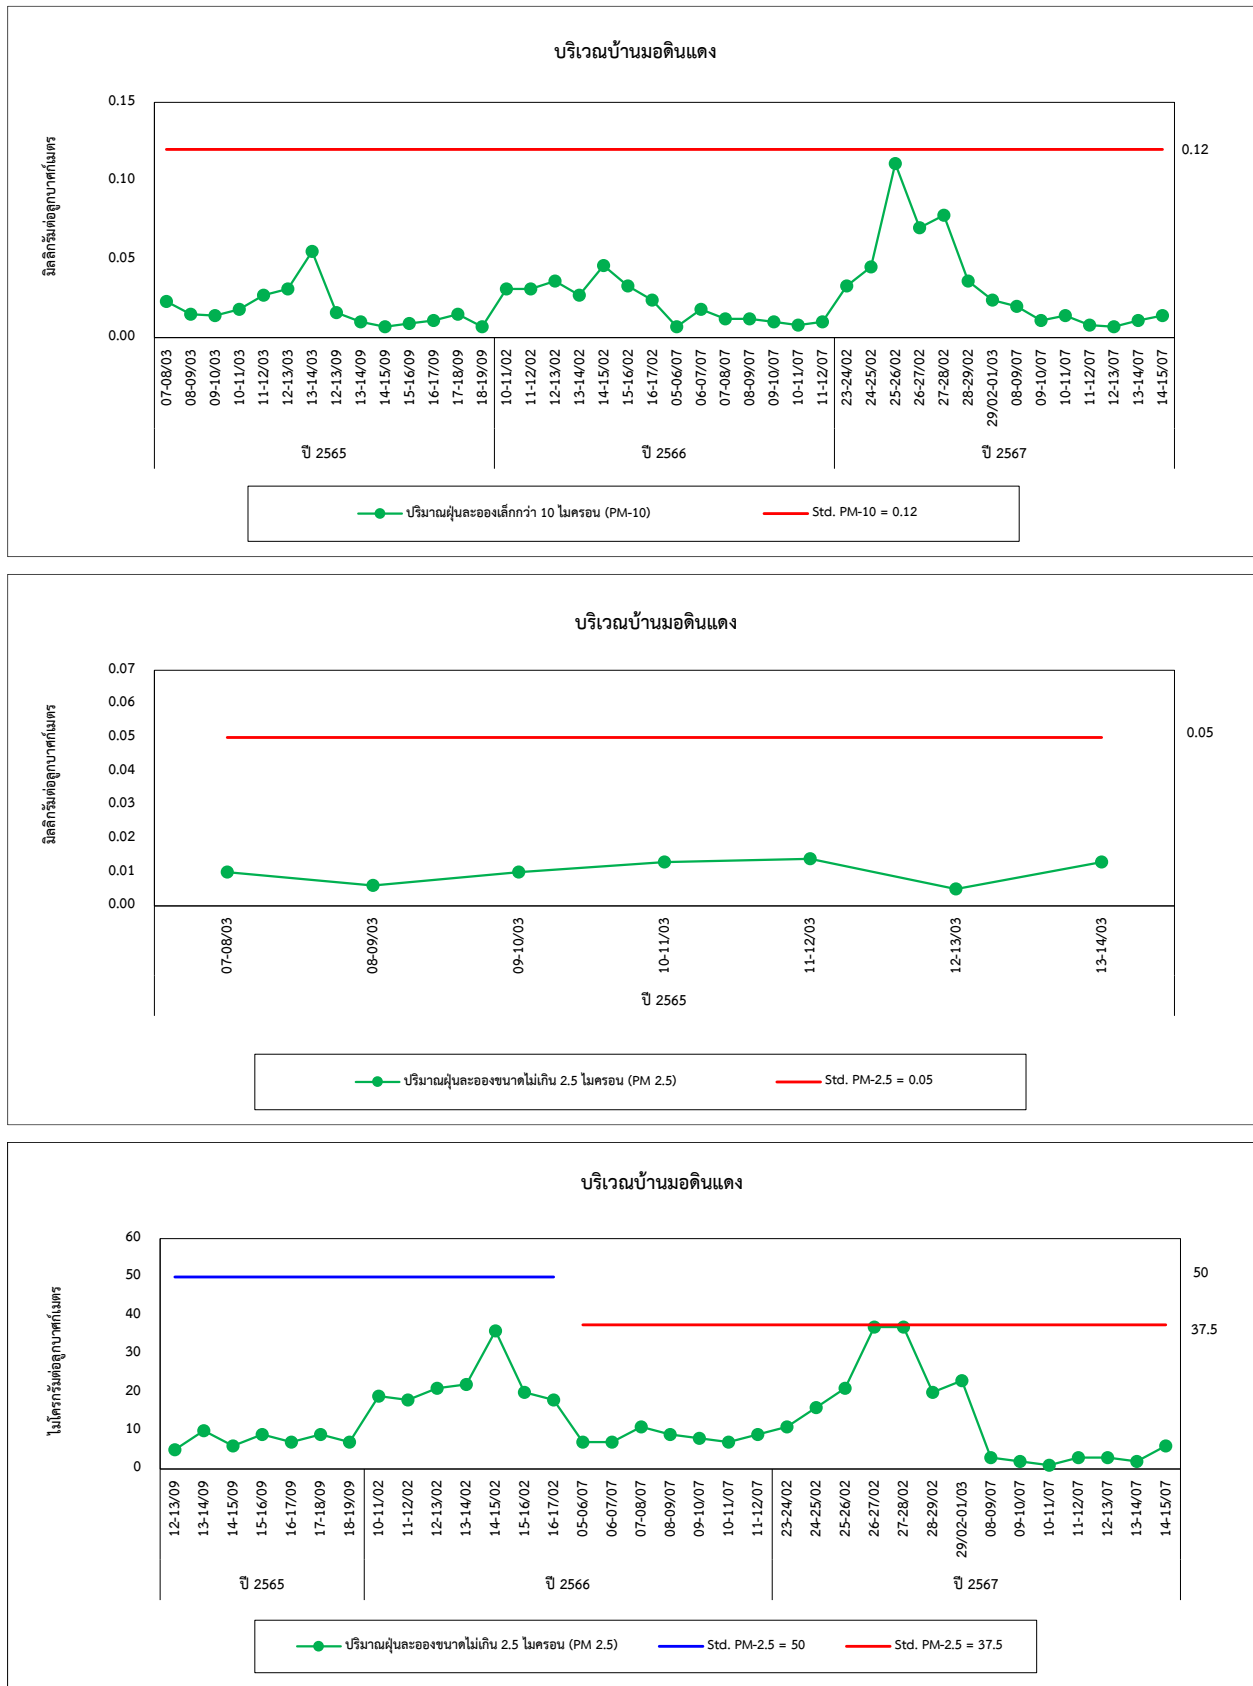 บริเวณบ้านมอดินแดง
มิลลิกรัมต่อลูกบาศก์เมตร
0.15
0.10
0.05
0.00
0.12
07-08/03 08-09/03 09-10/03 10-11/03 11-12/03 12-13/03 13-14/03 12-13/09 13-14/09 14-15/09 15-16/09 16-17/09 17-18/09 18-19/09 10-11/02 11-12/02 12-13/02 13-14/02 14-15/02 15-16/02 16-17/02 05-06/07 06-07/07 07-08/07 08-09/07 09-10/07 10-11/07 11-12/07 23-24/02 24-25/02 25-26/02 26-27/02 27-28/02 28-29/02 29/02-01/03 08-09/07 09-10/07 10-11/07 11-12/07 12-13/07 13-14/07 14-15/07
ปี 2565 ปี 2566 ปี 2567
ปริมาณฝุ่นละอองเล็กกว่า 10 ไมครอน (PM-10) Std. PM-10 = 0.12
บริเวณบ้านมอดินแดง
มิลลิกรัมต่อลูกบาศก์เมตร
0.07
0.06
0.05
0.04
0.03
0.02
0.01
0.00
0.05
07-08/03 08-09/03 09-10/03 10-11/03 11-12/03 12-13/03 13-14/03
ปี 2565
ปริมาณฝุ่นละอองขนาดไม่เกิน 2.5 ไมครอน (PM 2.5) Std. PM-2.5 = 0.05
บริเวณบ้านมอดินแดง
ไมโครกรัมต่อลูกบาศก์เมตร
60
50
40
30
20
10
0
50
37.5
12-13/09 13-14/09 14-15/09 15-16/09 16-17/09 17-18/09 18-19/09 10-11/02 11-12/02 12-13/02 13-14/02 14-15/02 15-16/02 16-17/02 05-06/07 06-07/07 07-08/07 08-09/07 09-10/07 10-11/07 11-12/07 23-24/02 24-25/02 25-26/02 26-27/02 27-28/02 28-29/02 29/02-01/03 08-09/07 09-10/07 10-11/07 11-12/07 12-13/07 13-14/07 14-15/07
ปี 2565 ปี 2566 ปี 2567
ปริมาณฝุ่นละอองขนาดไม่เกิน 2.5 ไมครอน (PM 2.5) Std. PM-2.5 = 50 Std. PM-2.5 = 37.5